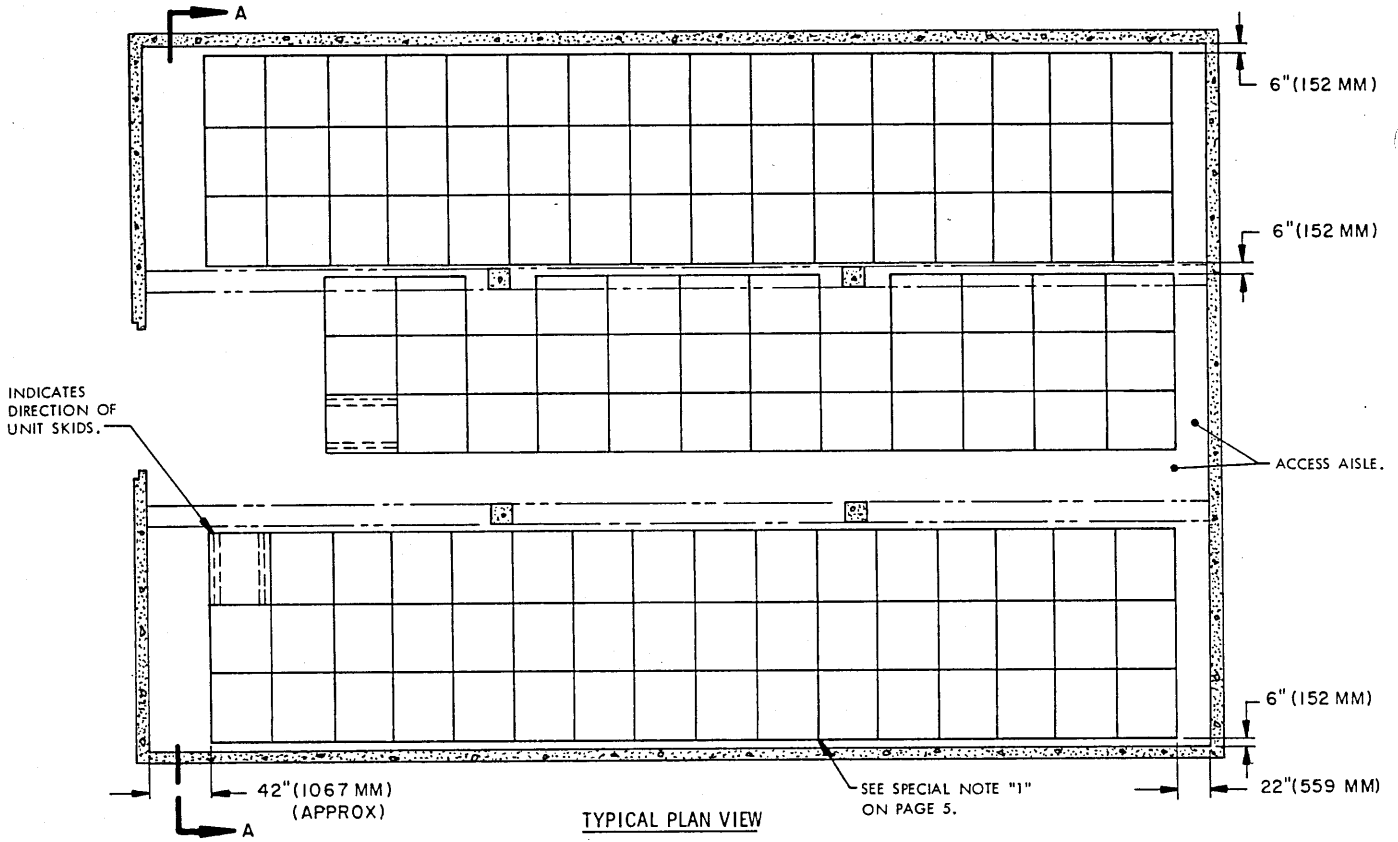 A
6"(152 MM)
6"(152 MM)
INDICATES
DIRECTION OF
UNIT SKIDS.
ACCESS AISLE.
6"(152 MM)
42"(1067 MM)
(APPROX)
SEE SPECIAL NOTE "1"
ON PAGE 5.
22"(559 MM)
A
TYPICAL PLAN VIEW